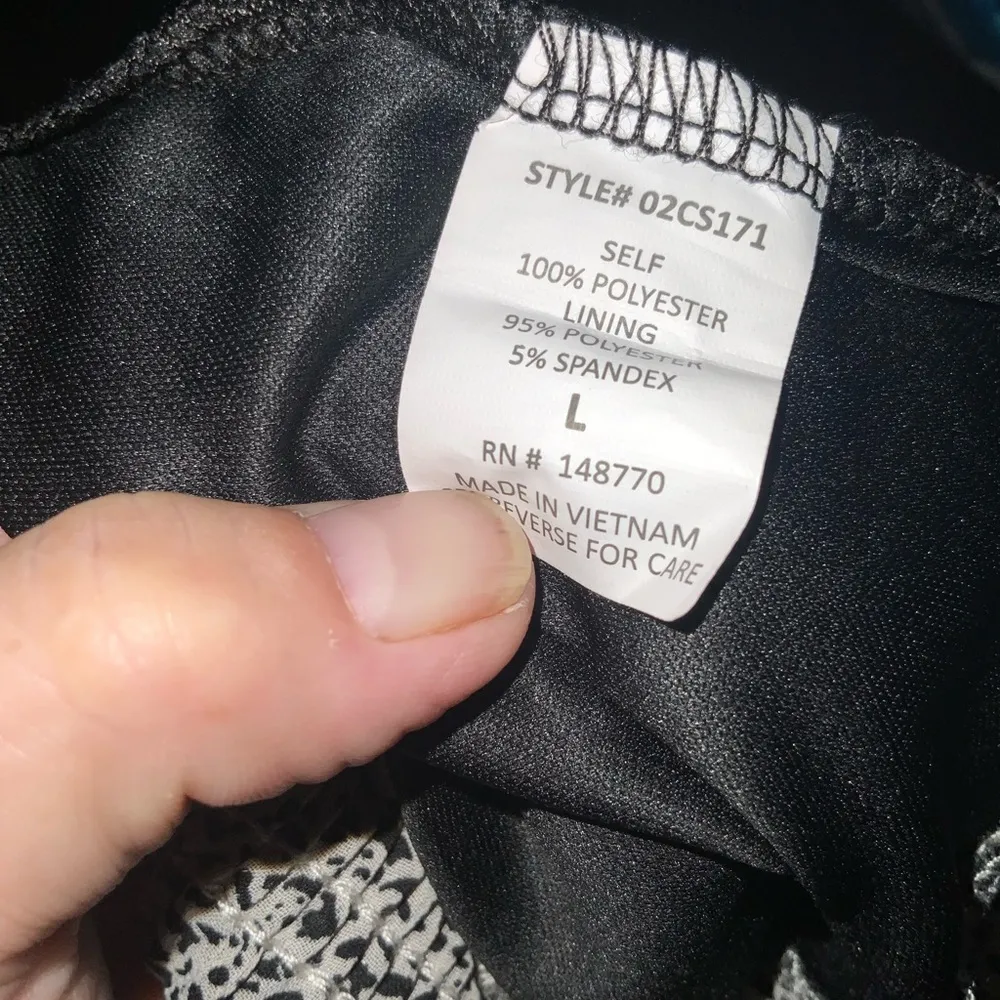 STYLE# 02CS171
SELF
100% POLYESTER
LINING
95% POLYESTER
5% SPANDEX
L
RN # 148770
MADE IN VIETNAM
REVERSE FOR CARE